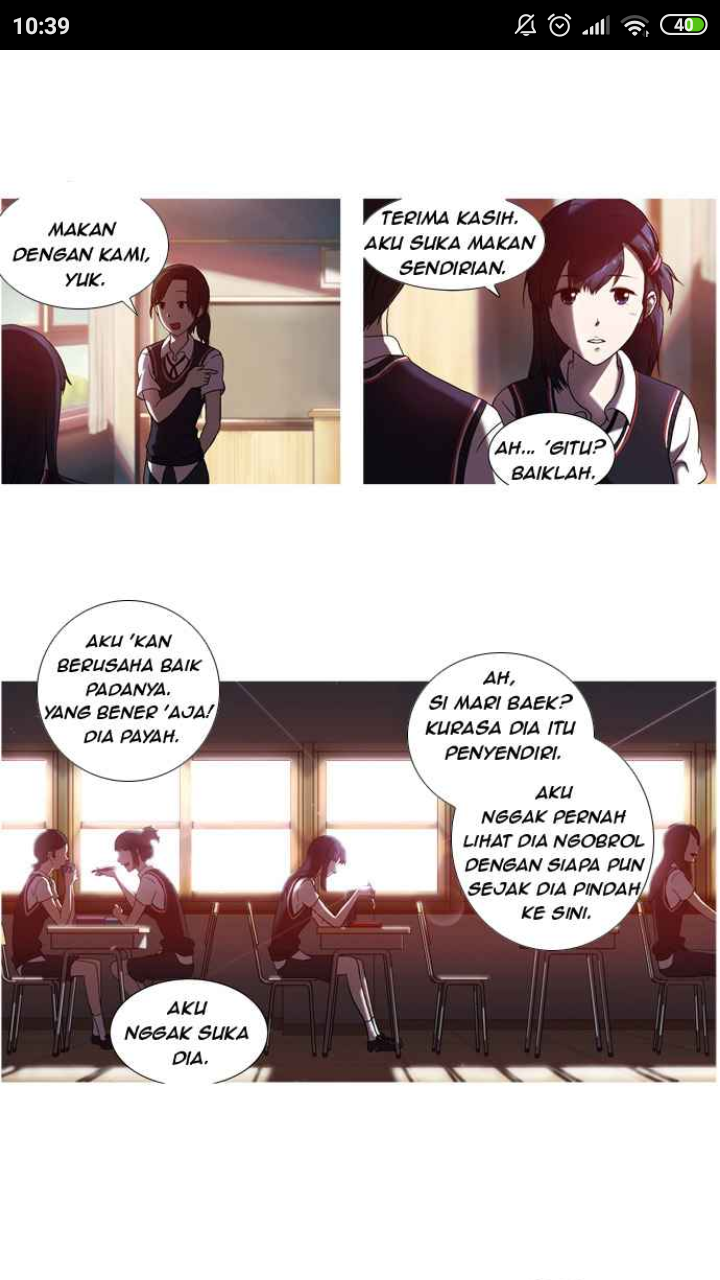 10:39
40
MAKAN
DENGAN KAMI,
YUK.
TERIMA KASIH.
AKU SUKA MAKAN
SENDIRIAN.
AH... 'GITU?
BAIKLAH.
AKU 'KAN
BERUSAHA BAIK
PADANYA.
YANG BENER 'AJA!
DIA PAYAH.
AH,
SI MARI BAEK?
KURASA DIA ITU
PENYENDIRI.
AKU
NGGAK PERNAH
LIHAT DIA NGOBROL
DENGAN SIAPA PUN
SEJAK DIA PINDAH
KE SINI.
AKU
NGGAK SUKA
DIA.